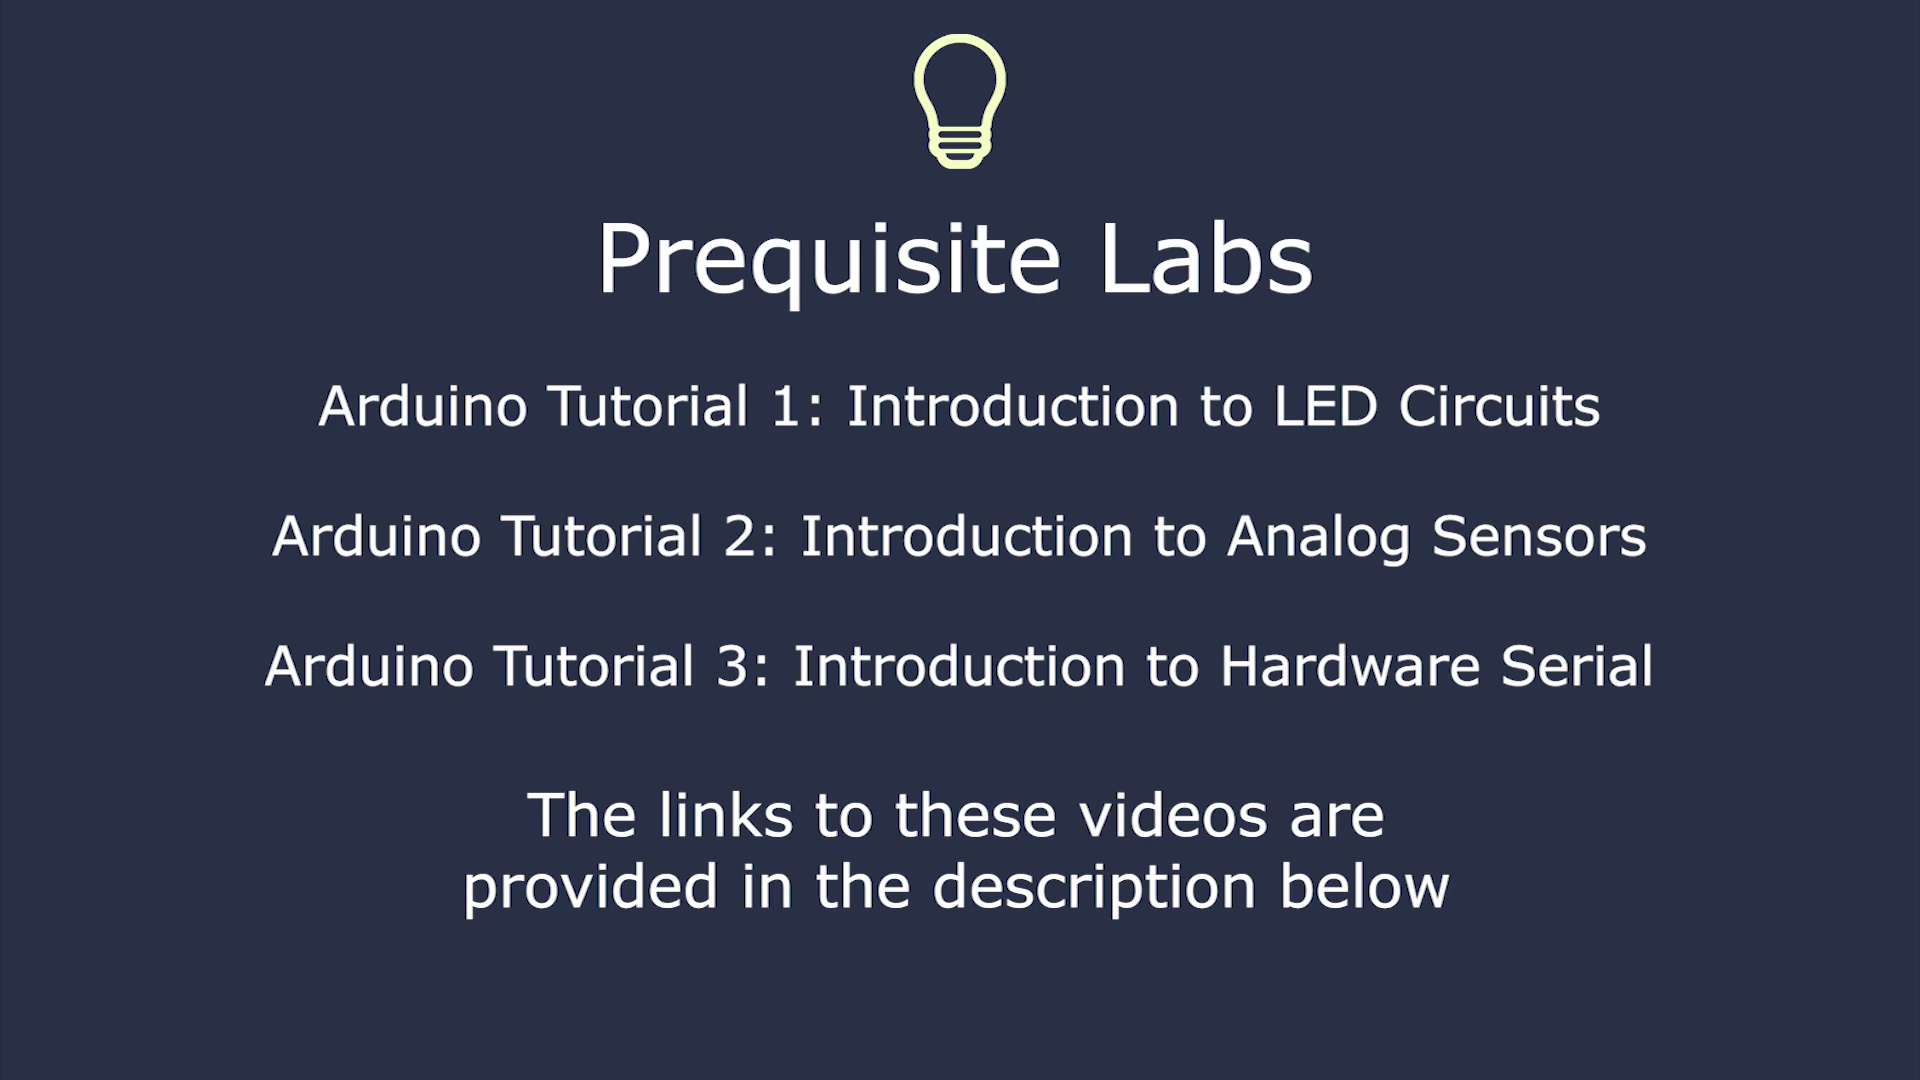 Prequisite Labs
Arduino Tutorial 1: Introduction to LED Circuits
Arduino Tutorial 2: Introduction to Analog Sensors
Arduino Tutorial 3: Introduction to Hardware Serial
The links to these videos are
provided in the description below